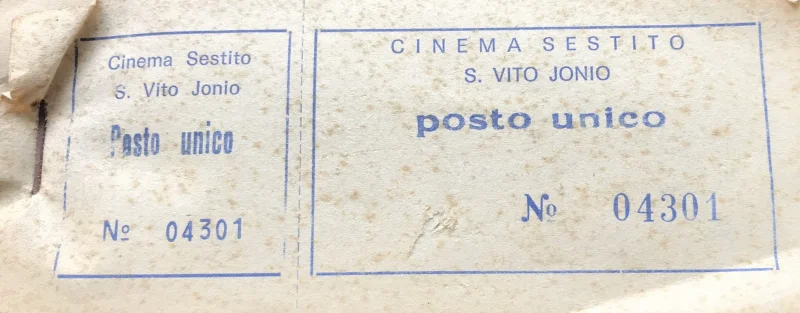 Cinema Sestito
S. Vito Jonio
Posto unico
Nº 04301
CINEMA SESTITO
S. VITO JONIO
posto unico
Nº 04301